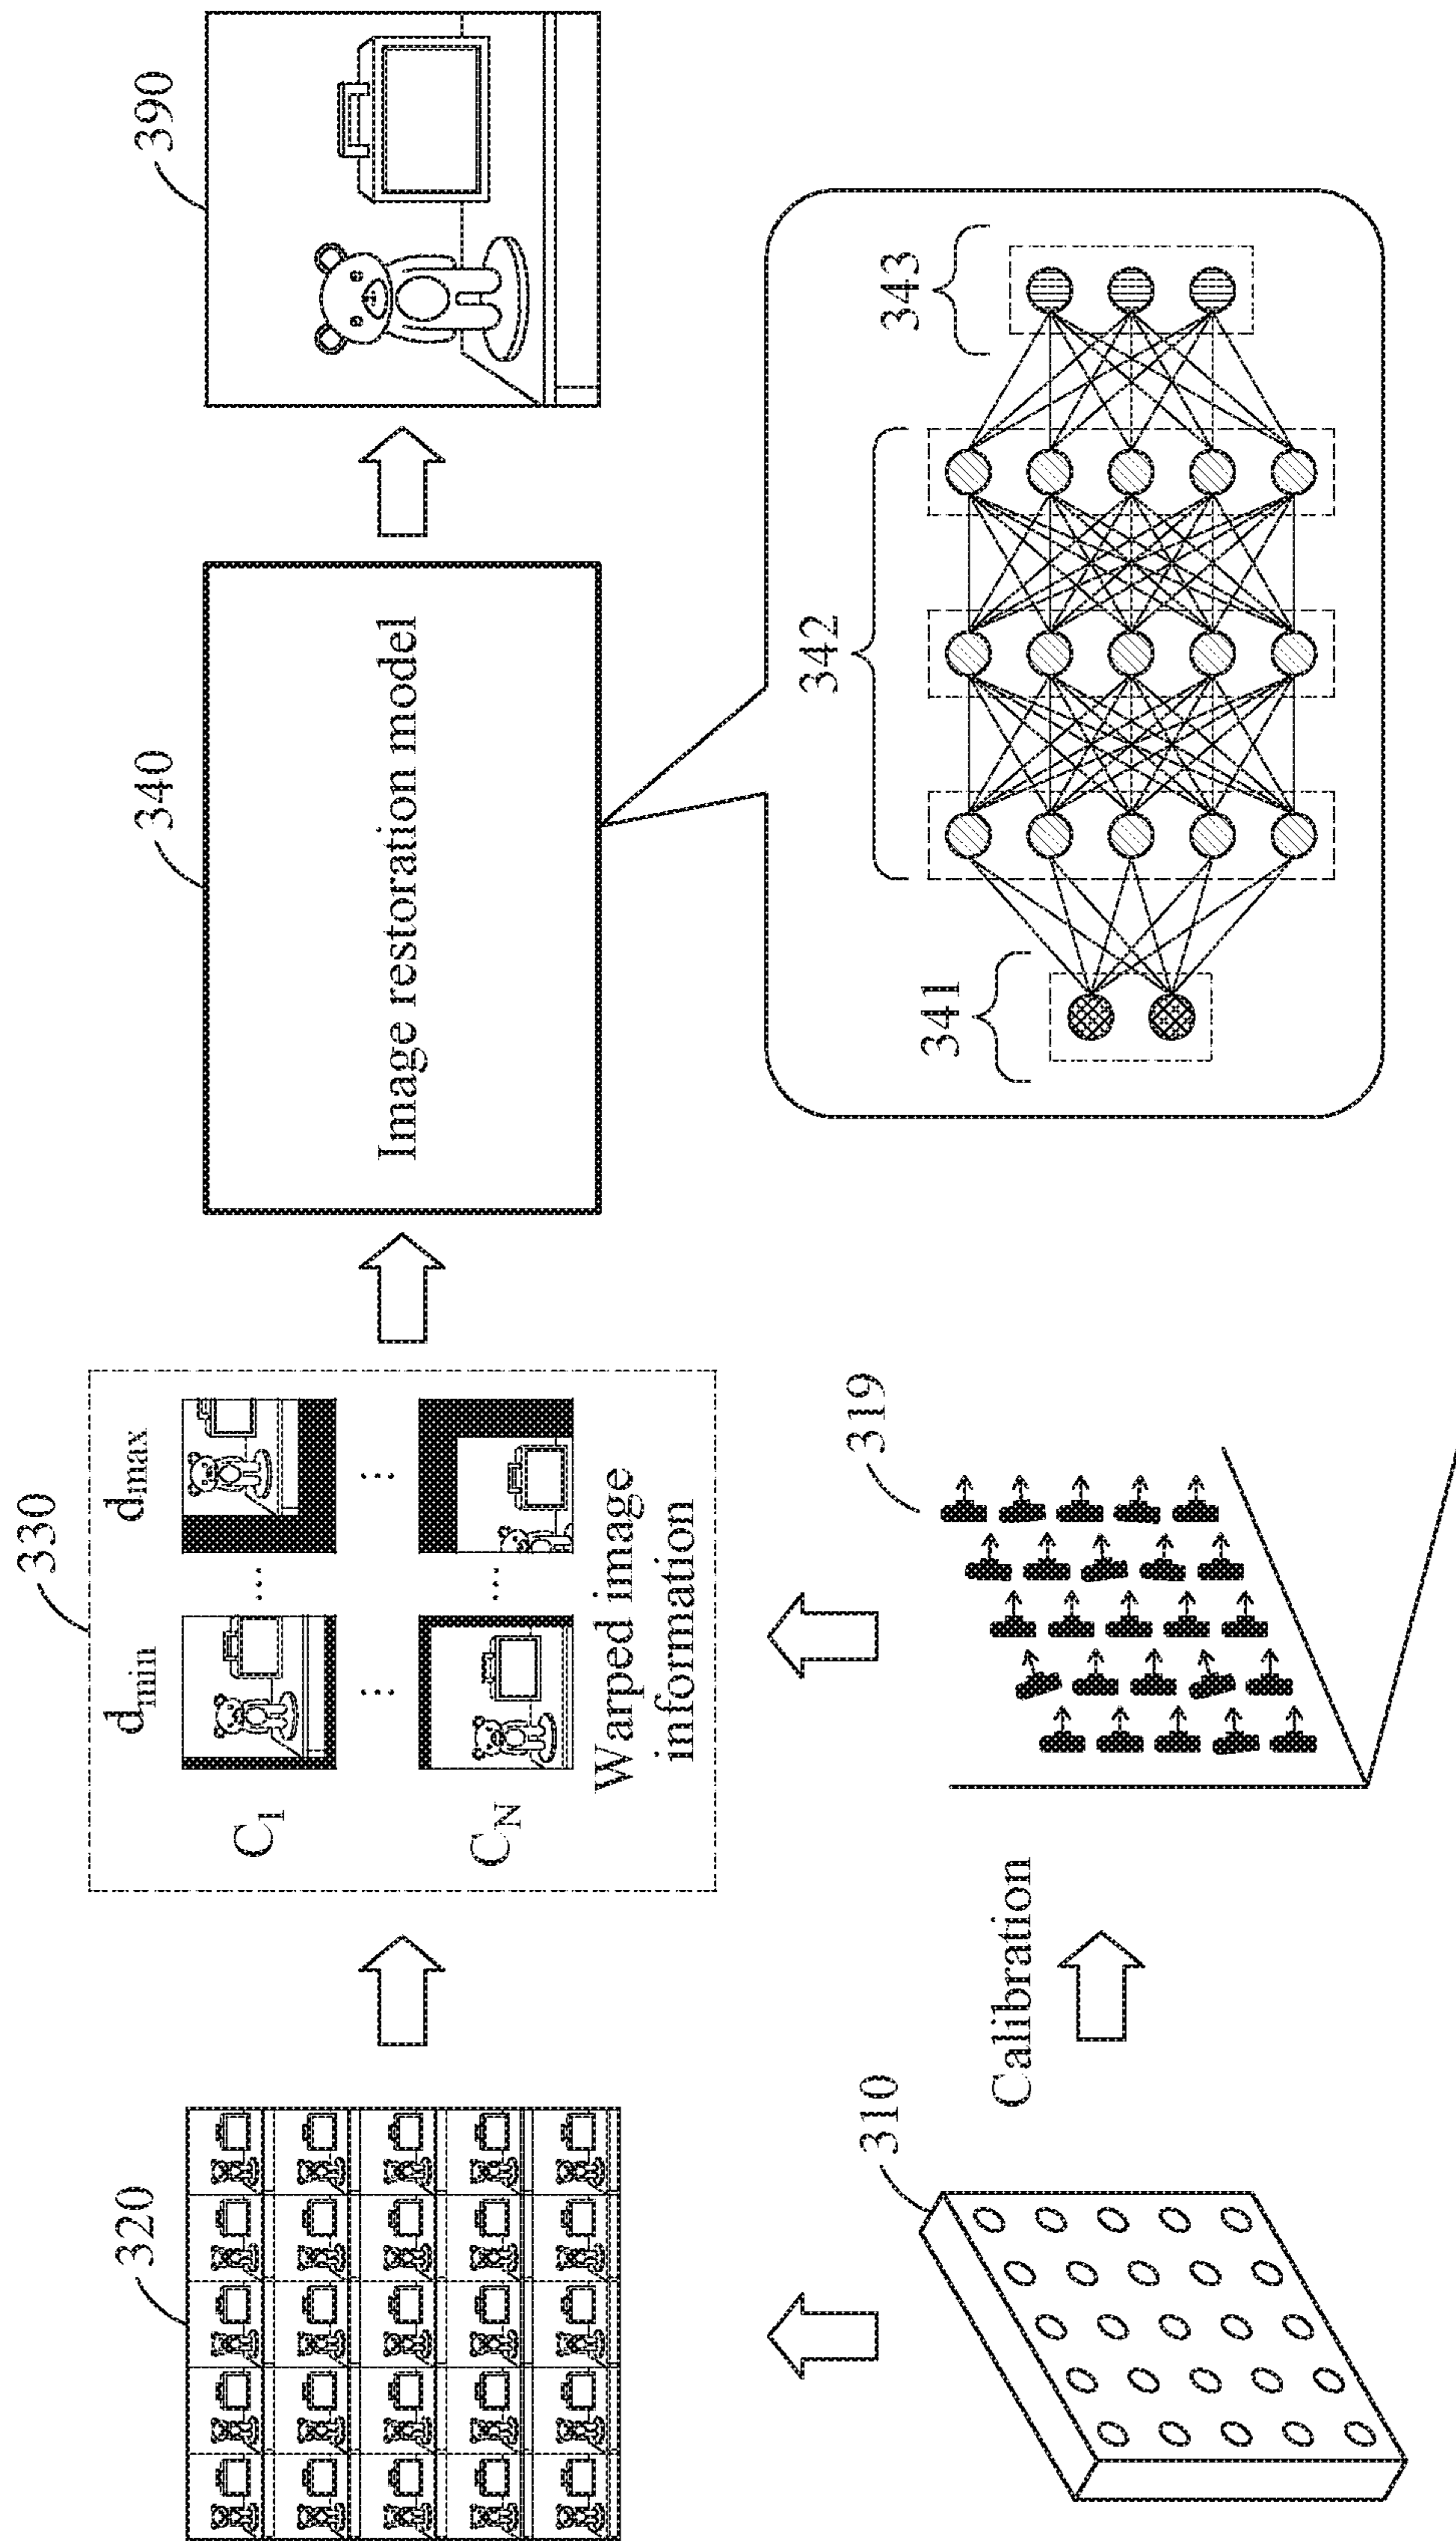 320
330
d_min
d_max
C_1
...
⋮
⋮
C_N
...
Warped image
information
340
Image restoration model
390
310
Calibration
319
341
342
343